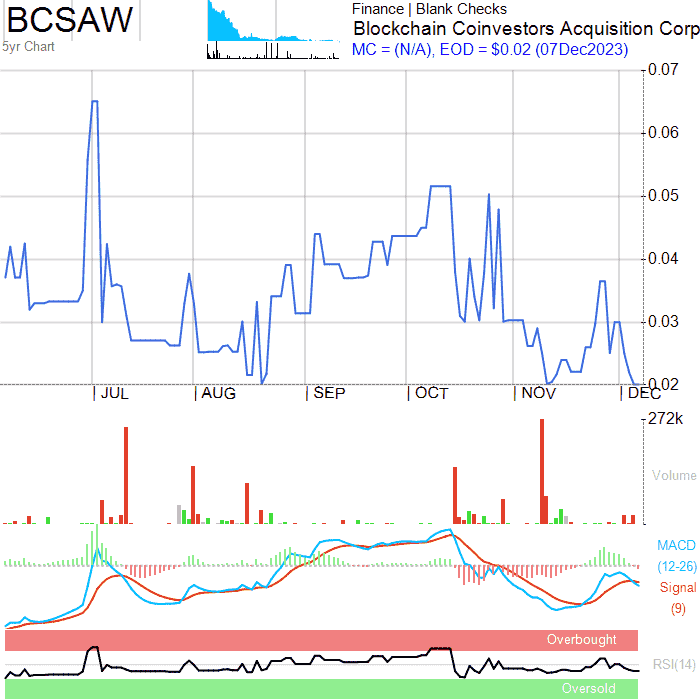 BCSAW
5yr Chart
Finance | Blank Checks
Blockchain Coinvestors Acquisition Corp
MC = (N/A), EOD = $0.02 (07Dec2023)
0.07
0.06
0.05
0.04
0.03
0.02
JUL AUG SEP OCT NOV DEC
272k
Volume
MACD
(12-26)
Signal
(9)
Overbought
RSI(14)
Oversold